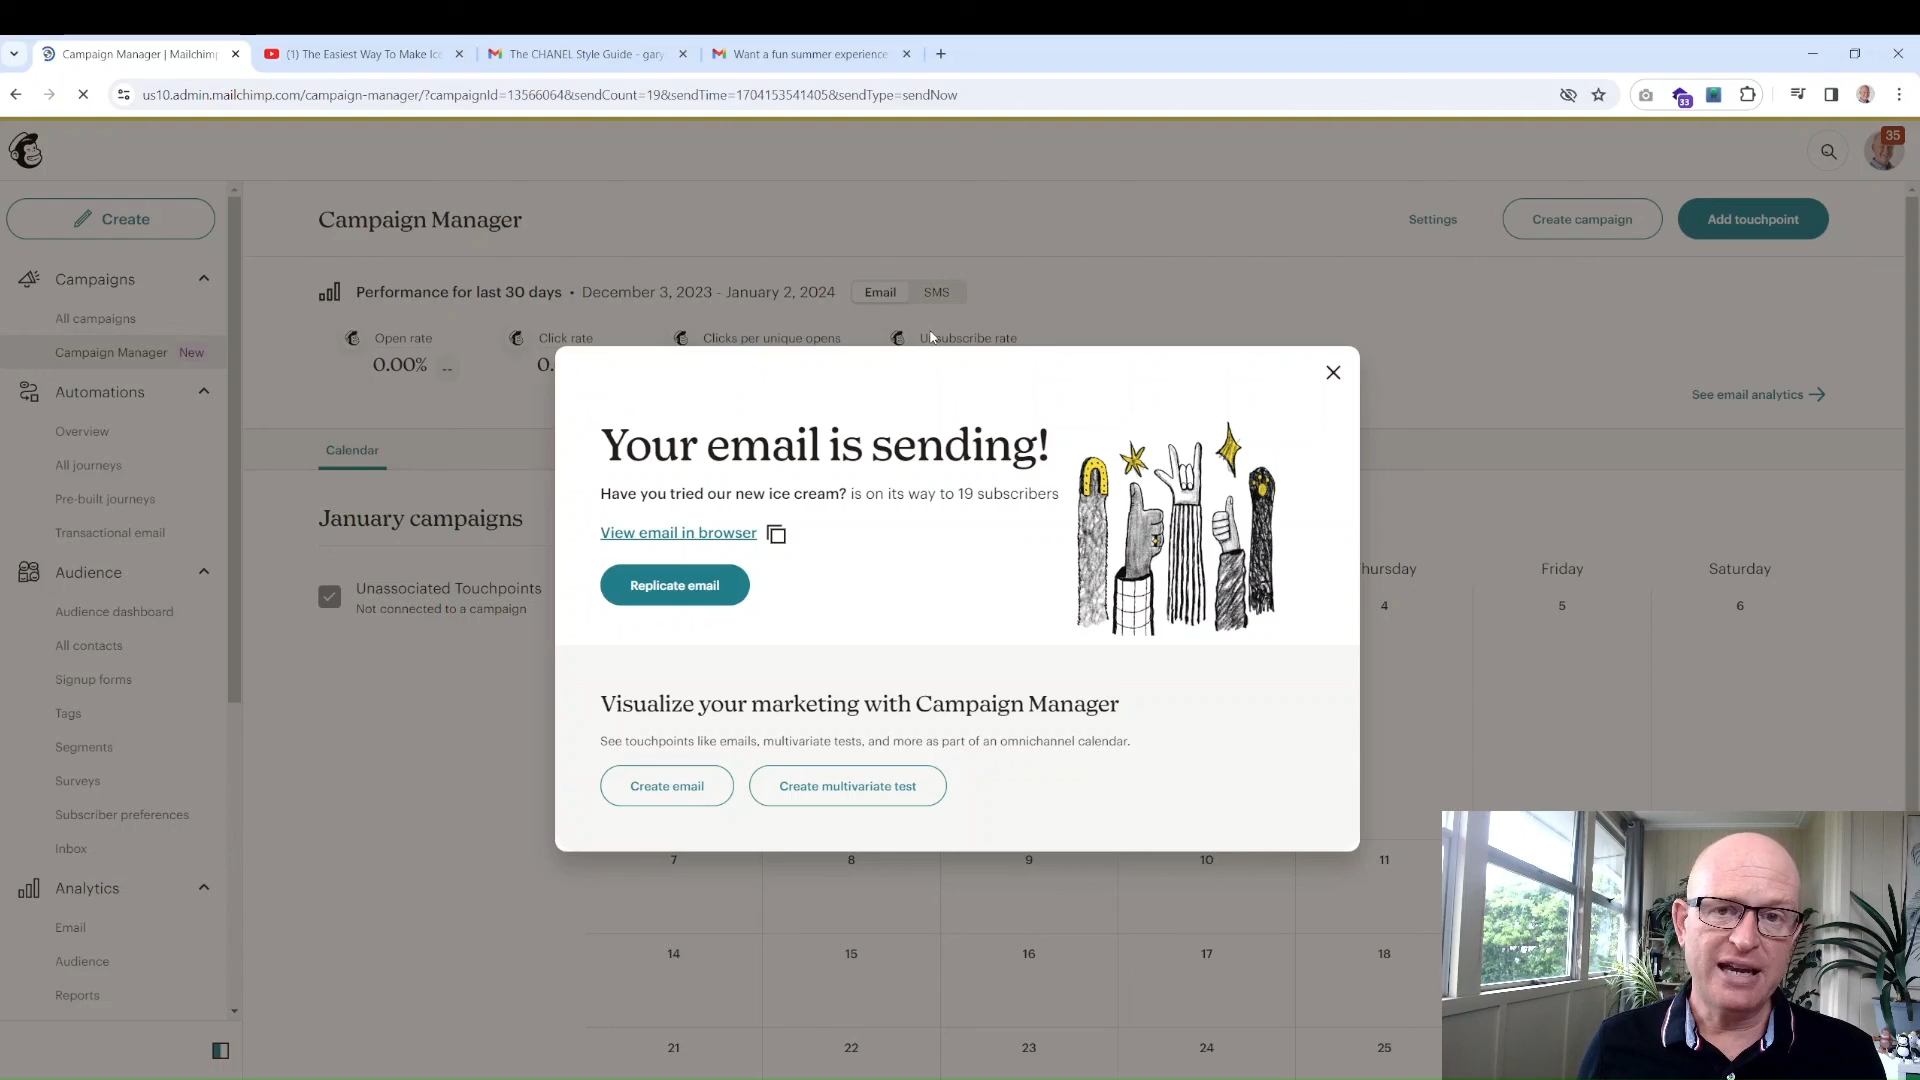 Campaign Manager | Mailchimp
(1) The Easiest Way To Make Ice
The CHANEL Style Guide - gary
Want a fun summer experience
us10.admin.mailchimp.com/campaign-manager/?campaignId=13566064&sendCount=19&sendTime=1704153541405&sendType=sendNow
33
35
Create
Campaign Manager
Settings
Create campaign
Add touchpoint
Campaigns
All campaigns
Campaign Manager New
Automations
Overview
All journeys
Pre-built journeys
Transactional email
Audience
Audience dashboard
All contacts
Signup forms
Tags
Segments
Surveys
Subscriber preferences
Inbox
Analytics
Email
Audience
Reports
Performance for last 30 days • December 3, 2023 - January 2, 2024
Email SMS
Open rate
0.00% --
Click rate
0.
Clicks per unique opens
Unsubscribe rate
See email analytics
Calendar
January campaigns
Unassociated Touchpoints
Not connected to a campaign
Your email is sending!
Have you tried our new ice cream? is on its way to 19 subscribers
View email in browser
Replicate email
Visualize your marketing with Campaign Manager
See touchpoints like emails, multivariate tests, and more as part of an omnichannel calendar.
Create email
Create multivariate test
hursday Friday Saturday
4 5 6
7 8 9 10 11
14 15 16 17 18
21 22 23 24 25